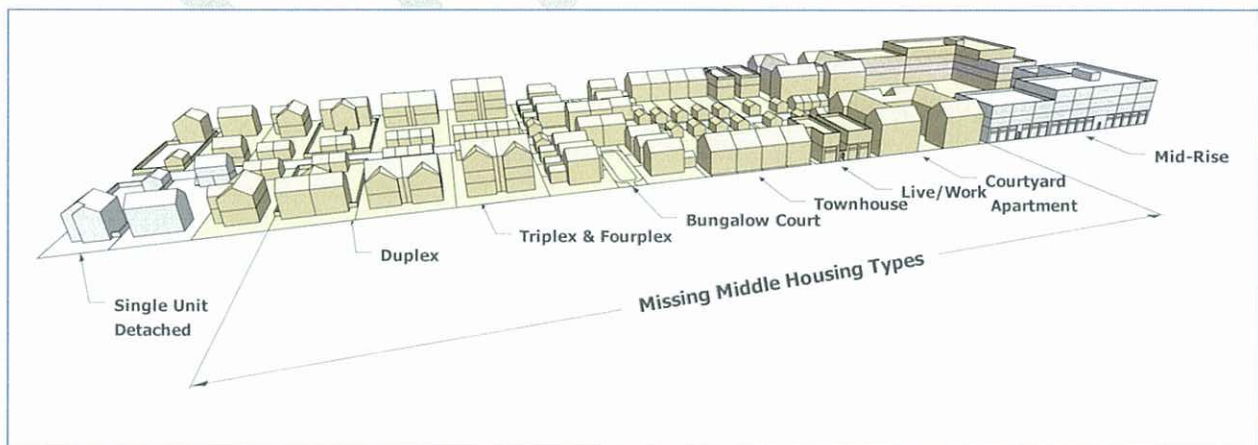 Single Unit
Detached
Duplex
Triplex & Fourplex
Bungalow Court
Townhouse
Live/Work
Courtyard
Apartment
Mid-Rise
Missing Middle Housing Types